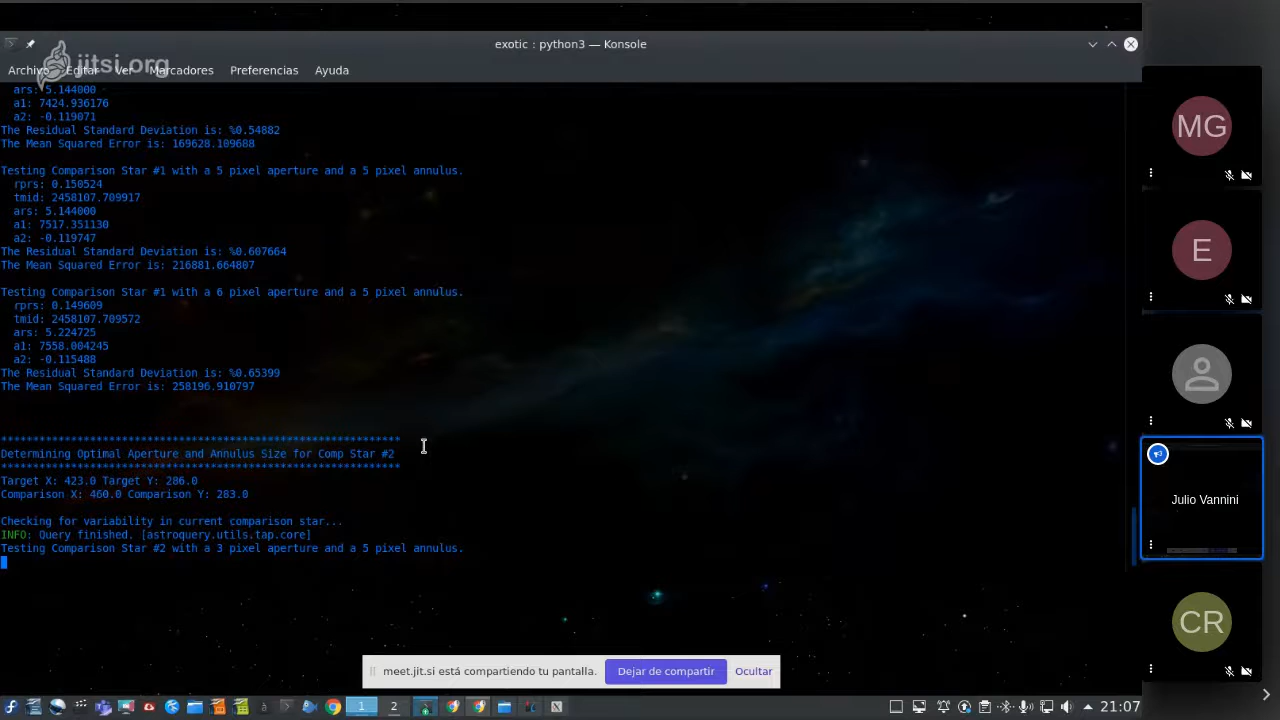 exotic : python3 — Konsole
jitsi.org
Archivo Editar Ver Marcadores Preferencias Ayuda
ars: 5.144000
a1: 7424.936176
a2: -0.119071
The Residual Standard Deviation is: %0.54882
The Mean Squared Error is: 169628.109688
Testing Comparison Star #1 with a 5 pixel aperture and a 5 pixel annulus.
rprs: 0.150524
tmid: 2458107.709917
ars: 5.144000
a1: 7517.351130
a2: -0.119747
The Residual Standard Deviation is: %0.607664
The Mean Squared Error is: 216881.664807
Testing Comparison Star #1 with a 6 pixel aperture and a 5 pixel annulus.
rprs: 0.149609
tmid: 2458107.709572
ars: 5.224725
a1: 7558.004245
a2: -0.115488
The Residual Standard Deviation is: %0.65399
The Mean Squared Error is: 258196.910797
**************************************************************
Determining Optimal Aperture and Annulus Size for Comp Star #2
**************************************************************
Target X: 423.0 Target Y: 286.0
Comparison X: 460.0 Comparison Y: 283.0
Checking for variability in current comparison star...
INFO: Query finished. [astroquery.utils.tap.core]
Testing Comparison Star #2 with a 3 pixel aperture and a 5 pixel annulus.
meet.jit.si está compartiendo tu pantalla. Dejar de compartir Ocultar
1 2 21:07
MG
E
Julio Vannini
CR